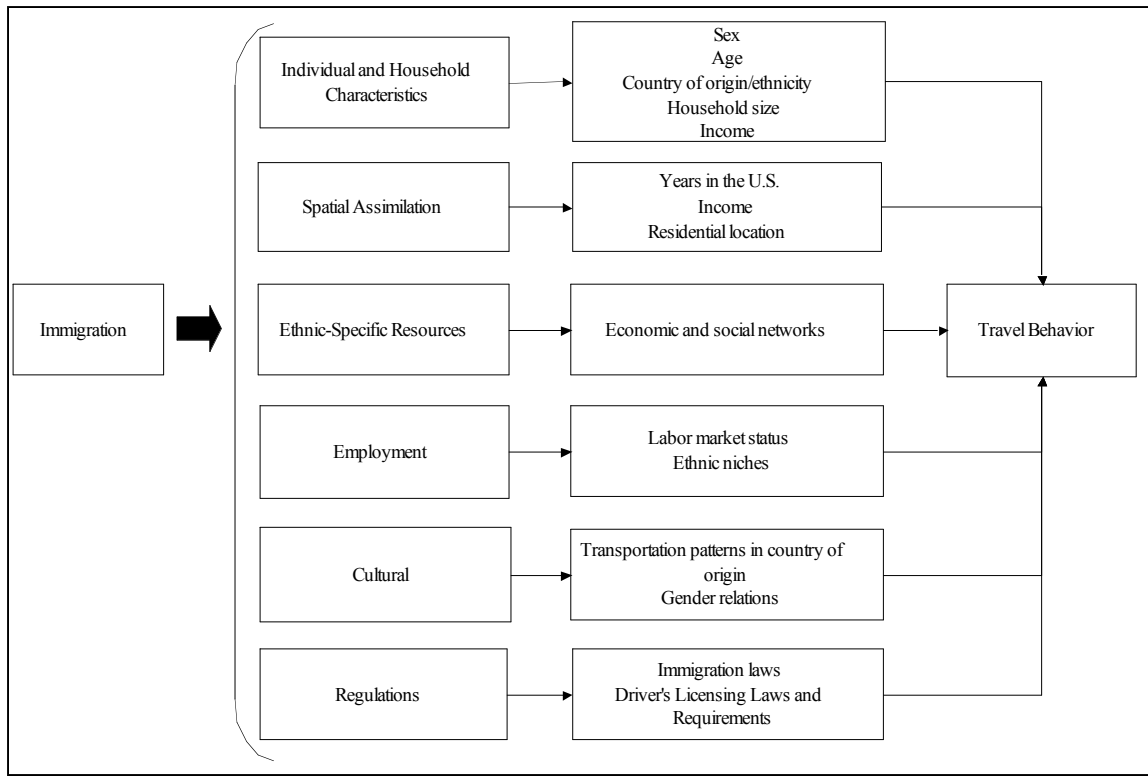 Immigration
Individual and Household
Characteristics
Sex
Age
Country of origin/ethnicity
Household size
Income
Spatial Assimilation
Years in the U.S.
Income
Residential location
Ethnic-Specific Resources
Economic and social networks
Travel Behavior
Employment
Labor market status
Ethnic niches
Cultural
Transportation patterns in country of
origin
Gender relations
Regulations
Immigration laws
Driver's Licensing Laws and
Requirements